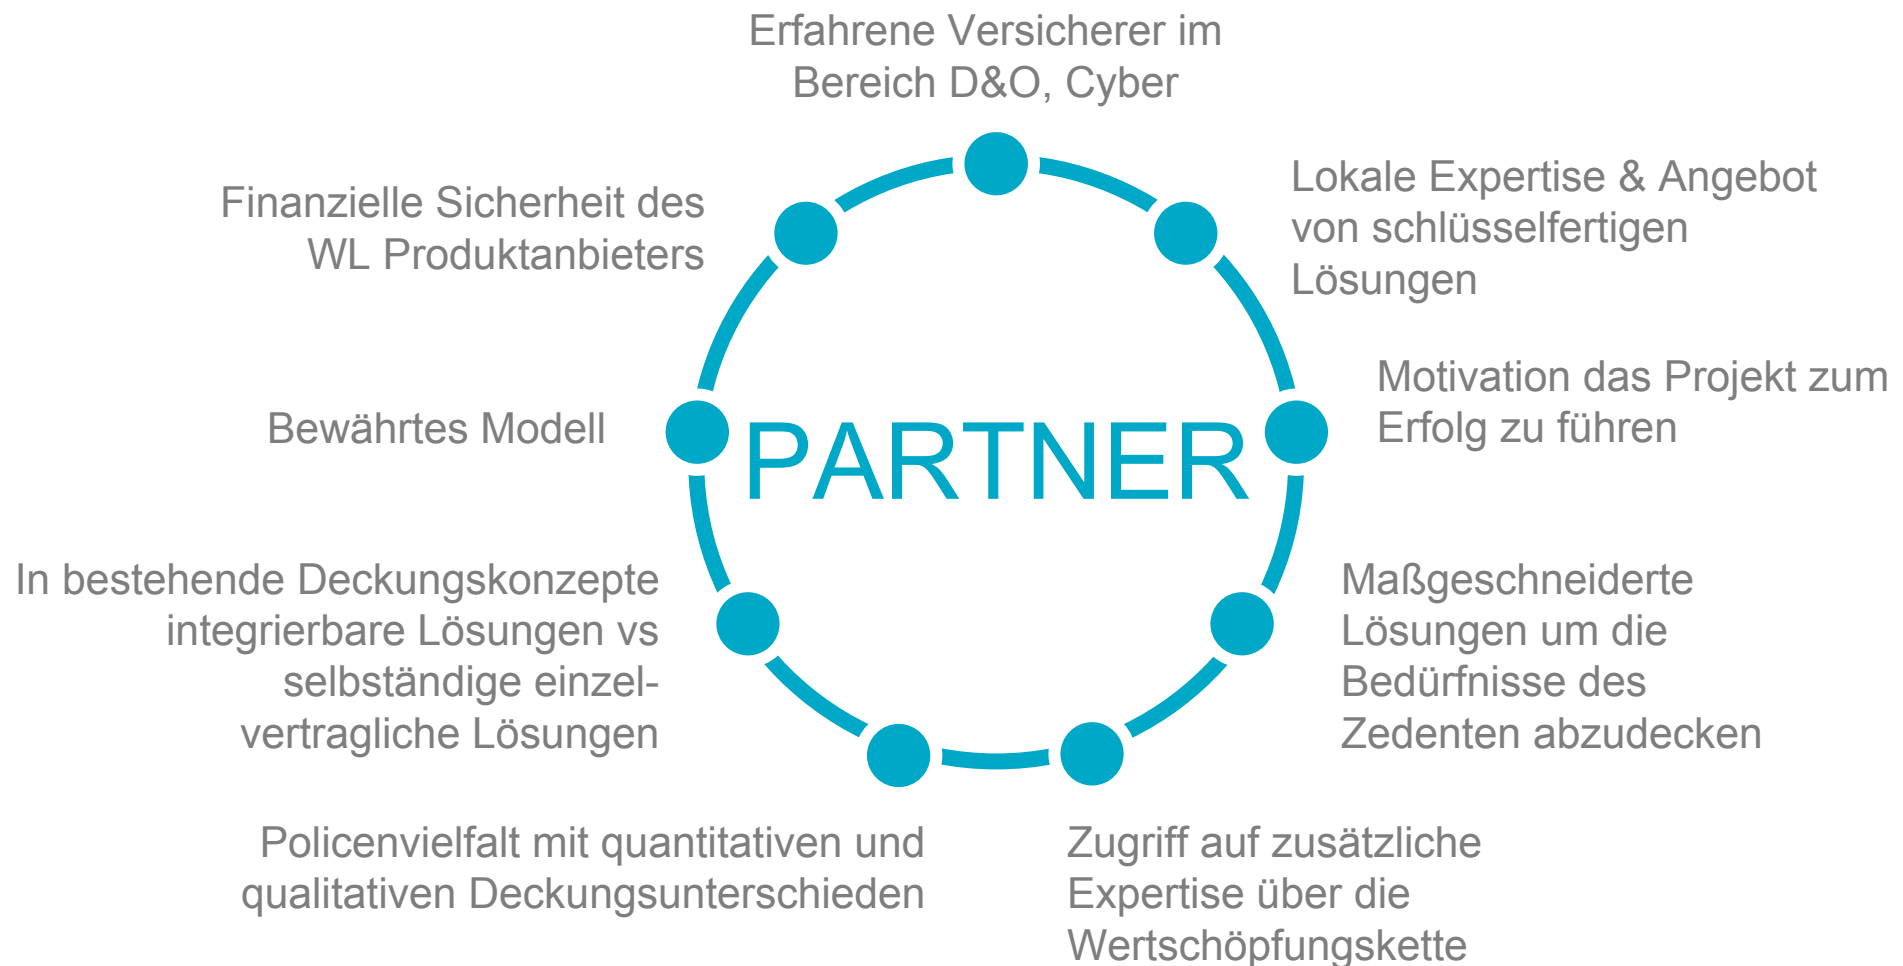 Erfahrene Versicherer im
Bereich D&O, Cyber
Lokale Expertise & Angebot
von schlüsselfertigen
Lösungen
Motivation das Projekt zum
Erfolg zu führen
Maßgeschneiderte
Lösungen um die
Bedürfnisse des
Zedenten abzudecken
Zugriff auf zusätzliche
Expertise über die
Wertschöpfungskette
Policenvielfalt mit quantitativen und
qualitativen Deckungsunterschieden
In bestehende Deckungskonzepte
integrierbare Lösungen vs
selbständige einzel-
vertragliche Lösungen
Bewährtes Modell
Finanzielle Sicherheit des
WL Produktanbieters
PARTNER